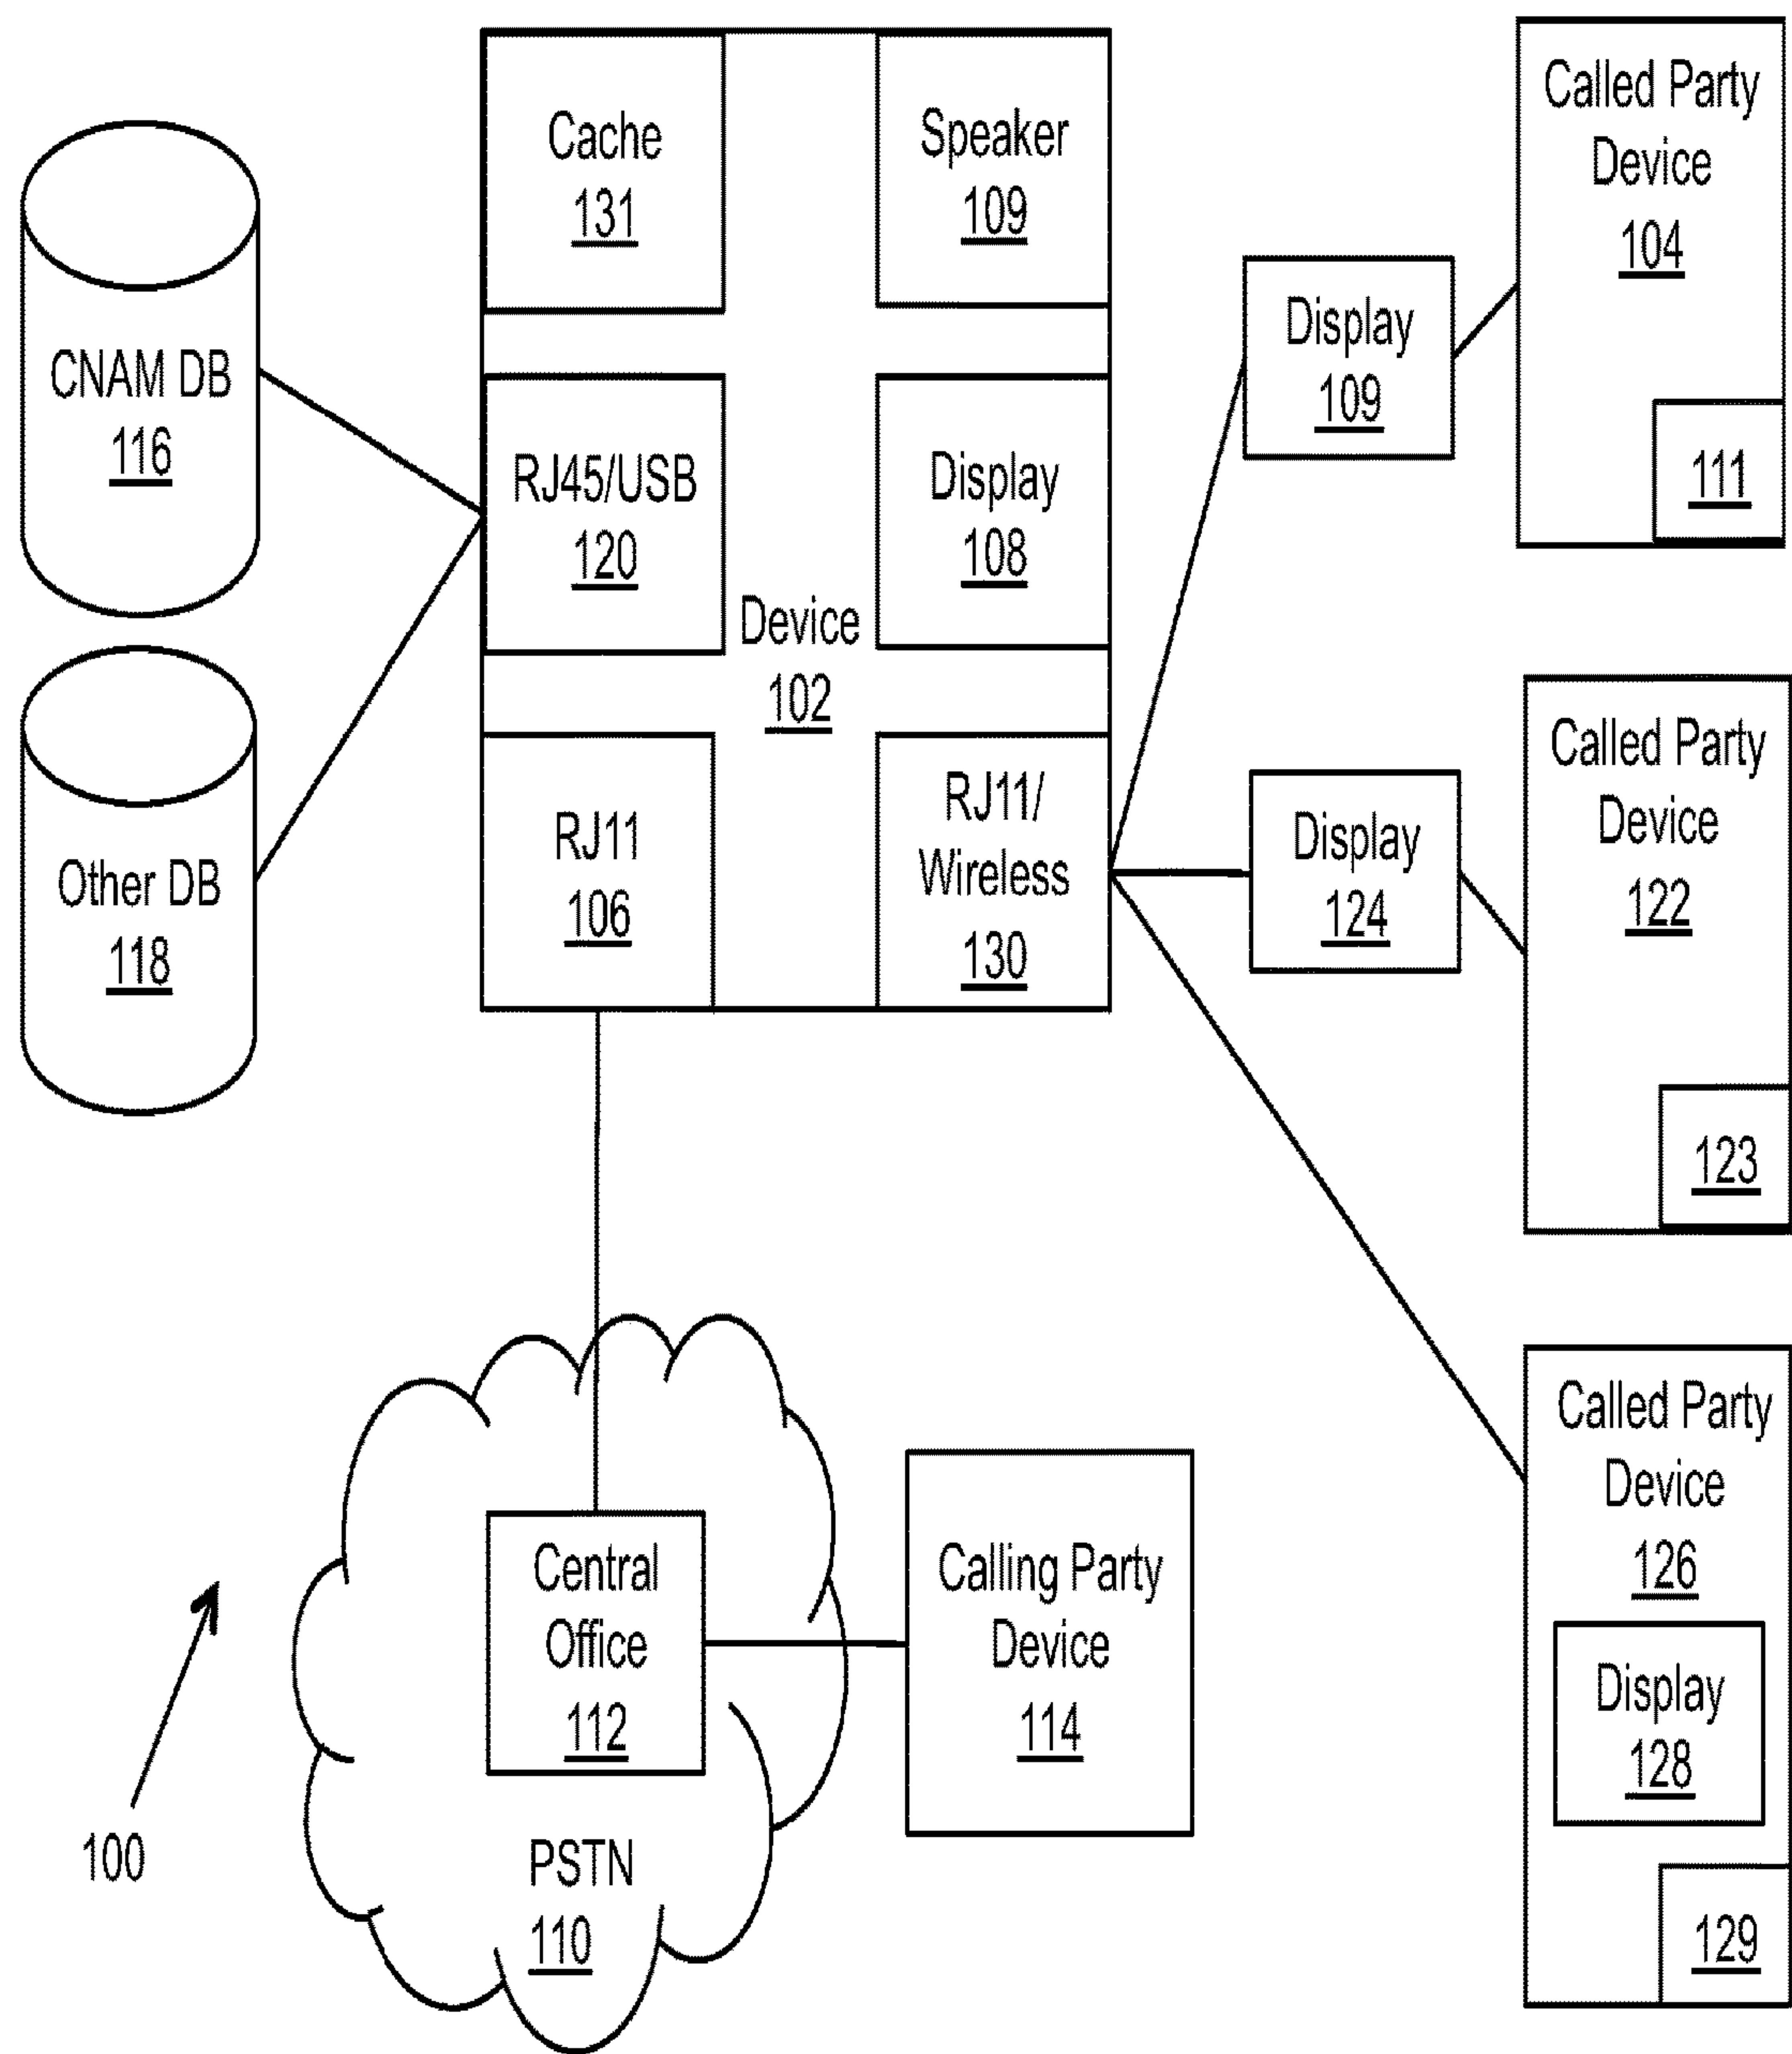 Cache
131
Speaker
109
CNAM DB
116
RJ45/USB
120
Display
108
Device
102
Other DB
118
RJ11
106
RJ11/
Wireless
130
Display
109
Called Party
Device
104
111
Display
124
Called Party
Device
122
123
Called Party
Device
126
Display
128
129
Central
Office
112
Calling Party
Device
114
PSTN
110
100